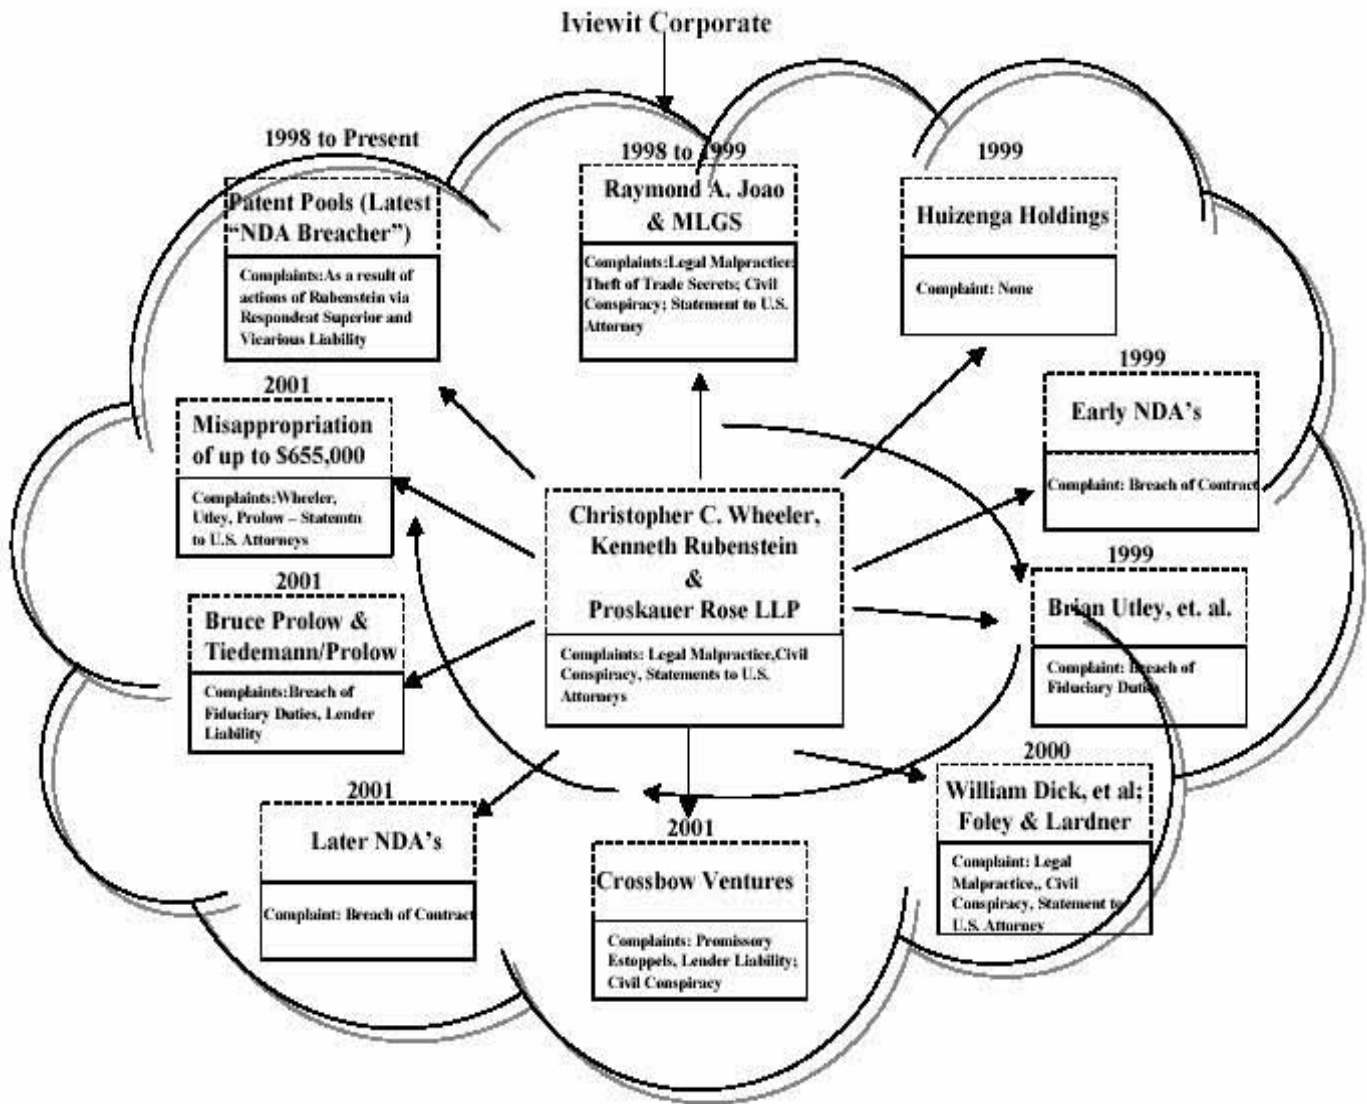 Iviewit Corporate
1998 to Present
Patent Pools (Latest
“NDA Breacher”)
Complaints:As a result of
actions of Rubenstein via
Respondeat Superior and
Vicarious Liability
1998 to 1999
Raymond A. Joao
& MLGS
Complaints:Legal Malpractice;
Theft of Trade Secrets; Civil
Conspiracy; Statement to U.S.
Attorney
1999
Huizenga Holdings
Complaint: None
1999
Early NDA's
Complaint: Breach of Contract
2001
Misappropriation
of up to $655,000
Complaints:Wheeler,
Utley, Prolow – Statemtn
to U.S. Attorneys
Christopher C. Wheeler,
Kenneth Rubenstein
&
Proskauer Rose LLP
Complaints: Legal Malpractice,Civil
Conspiracy, Statements to U.S.
Attorneys
1999
Brian Utley, et. al.
Complaint: Breach of
Fiduciary Duties
2001
Bruce Prolow &
Tiedemann/Prolow
Complaints:Breach of
Fiduciary Duties, Lender
Liability
2000
William Dick, et al;
Foley & Lardner
Complaint: Legal
Malpractice,, Civil
Conspiracy, Statement to
U.S. Attorney
2001
Later NDA's
Complaint: Breach of Contract
2001
Crossbow Ventures
Complaints: Promissory
Estoppels, Lender Liability;
Civil Conspiracy